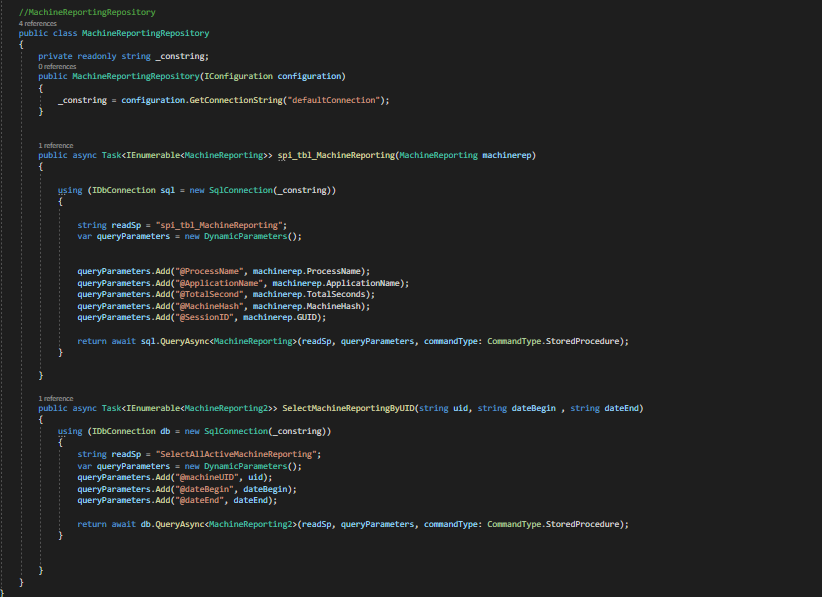 //MachineReportingRepository
4 references
public class MachineReportingRepository
{
private readonly string _constring;
0 references
public MachineReportingRepository(IConfiguration configuration)
{
_constring = configuration.GetConnectionString("defaultConnection");
}
1 reference
public async Task<IEnumerable<MachineReporting>> spi_tbl_MachineReporting(MachineReporting machinerep)
{
using (IDbConnection sql = new SqlConnection(_constring))
{
string readSp = "spi_tbl_MachineReporting";
var queryParameters = new DynamicParameters();
queryParameters.Add("@ProcessName", machinerep.ProcessName);
queryParameters.Add("@ApplicationName", machinerep.ApplicationName);
queryParameters.Add("@TotalSecond", machinerep.TotalSeconds);
queryParameters.Add("@MachineHash", machinerep.MachineHash);
queryParameters.Add("@SessionID", machinerep.GUID);
return await sql.QueryAsync<MachineReporting>(readSp, queryParameters, commandType: CommandType.StoredProcedure);
}
}
1 reference
public async Task<IEnumerable<MachineReporting2>> SelectMachineReportingByUID(string uid, string dateBegin , string dateEnd)
{
using (IDbConnection db = new SqlConnection(_constring))
{
string readSp = "SelectAllActiveMachineReporting";
var queryParameters = new DynamicParameters();
queryParameters.Add("@machineUID", uid);
queryParameters.Add("@dateBegin", dateBegin);
queryParameters.Add("@dateEnd", dateEnd);
return await db.QueryAsync<MachineReporting2>(readSp, queryParameters, commandType: CommandType.StoredProcedure);
}
}
}
}